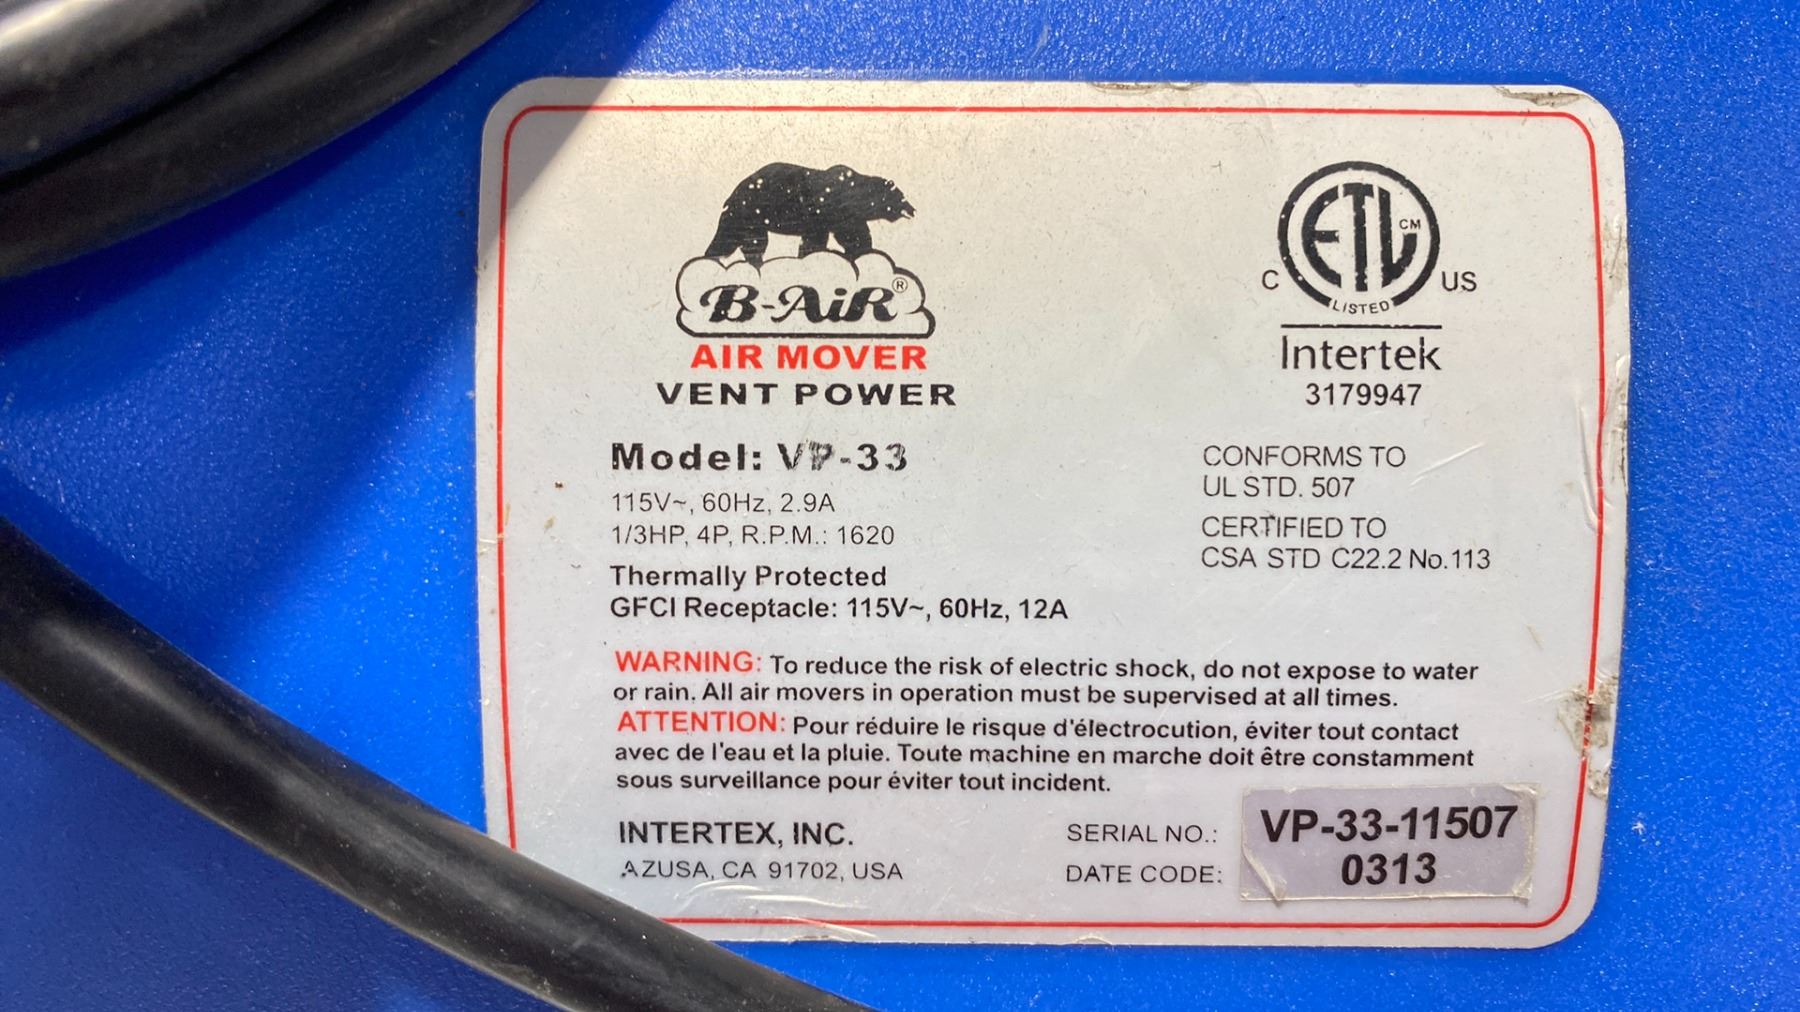 B-AiR®
AIR MOVER
VENT POWER
Model: VP-33
115V~, 60Hz, 2.9A
1/3HP, 4P, R.P.M.: 1620
Thermally Protected
GFCI Receptacle: 115V~, 60Hz, 12A
ETL CM
C US
LISTED
Intertek
3179947
CONFORMS TO
UL STD. 507
CERTIFIED TO
CSA STD C22.2 No.113
WARNING: To reduce the risk of electric shock, do not expose to water
or rain. All air movers in operation must be supervised at all times.
ATTENTION: Pour réduire le risque d'électrocution, éviter tout contact
avec de l'eau et la pluie. Toute machine en marche doit être constamment
sous surveillance pour éviter tout incident.
INTERTEX, INC.
AZUSA, CA 91702, USA
SERIAL NO.: VP-33-11507
DATE CODE: 0313